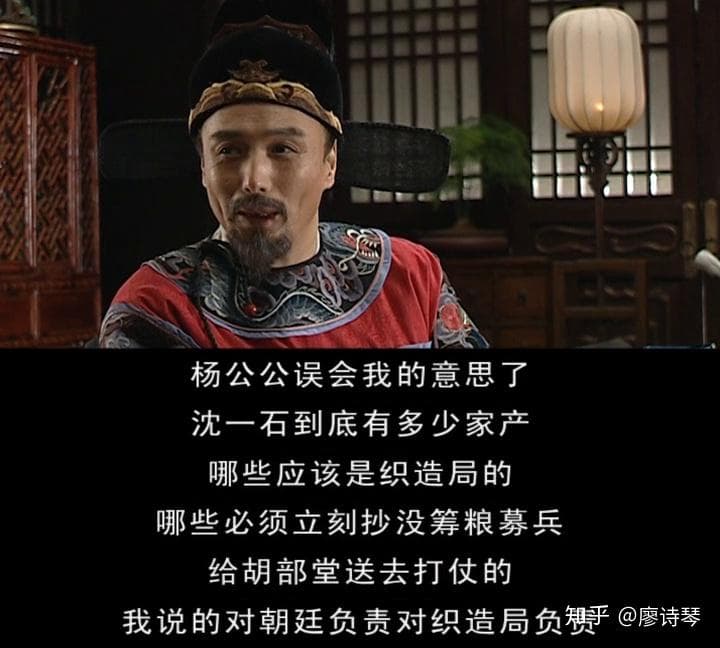 杨公公误会我的意思了
沈一石到底有多少家产
哪些应该是织造局的
哪些必须立刻抄没筹粮募兵
给胡部堂送去打仗的
我说的对朝廷负责对织造局负责
知乎 @廖诗琴